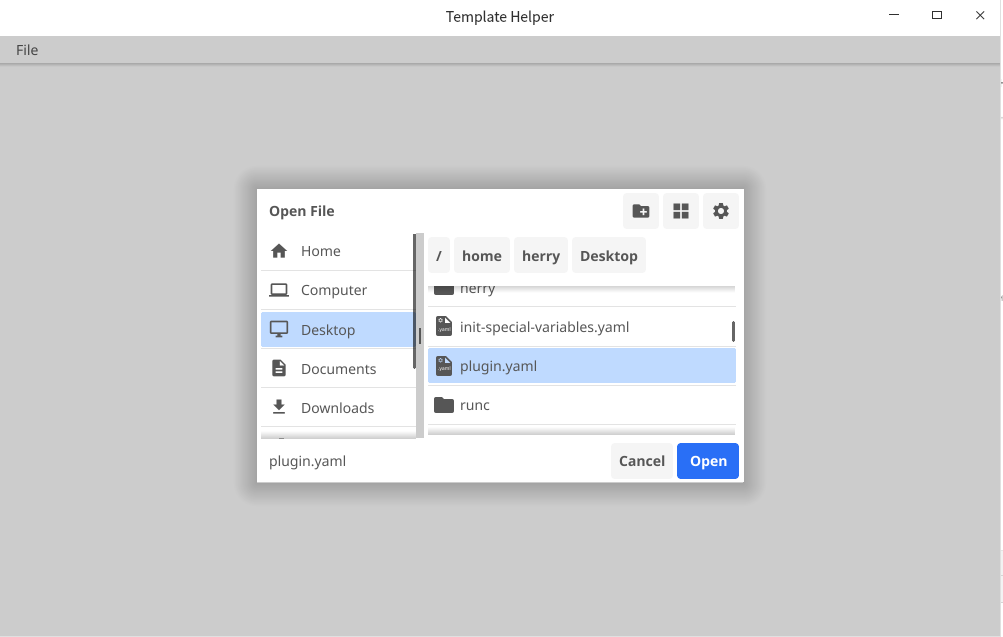 Template Helper
File
Open File
Home
Computer
Desktop
Documents
Downloads
/ home herry Desktop
herry
init-special-variables.yaml
plugin.yaml
runc
plugin.yaml
Cancel Open